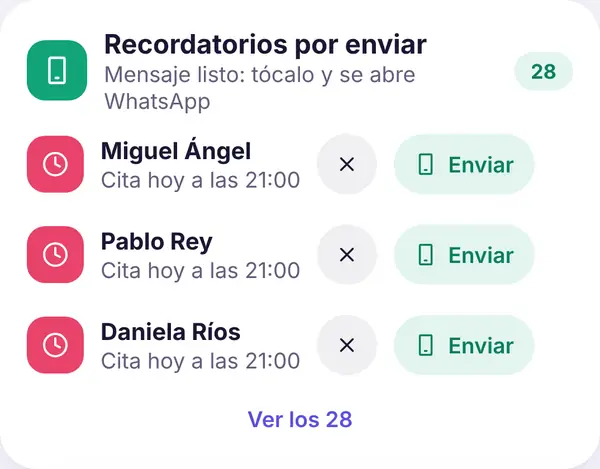 Recordatorios por enviar
Mensaje listo: tócalo y se abre
WhatsApp
28
Miguel Ángel
Cita hoy a las 21:00
Enviar
Pablo Rey
Cita hoy a las 21:00
Enviar
Daniela Ríos
Cita hoy a las 21:00
Enviar
Ver los 28